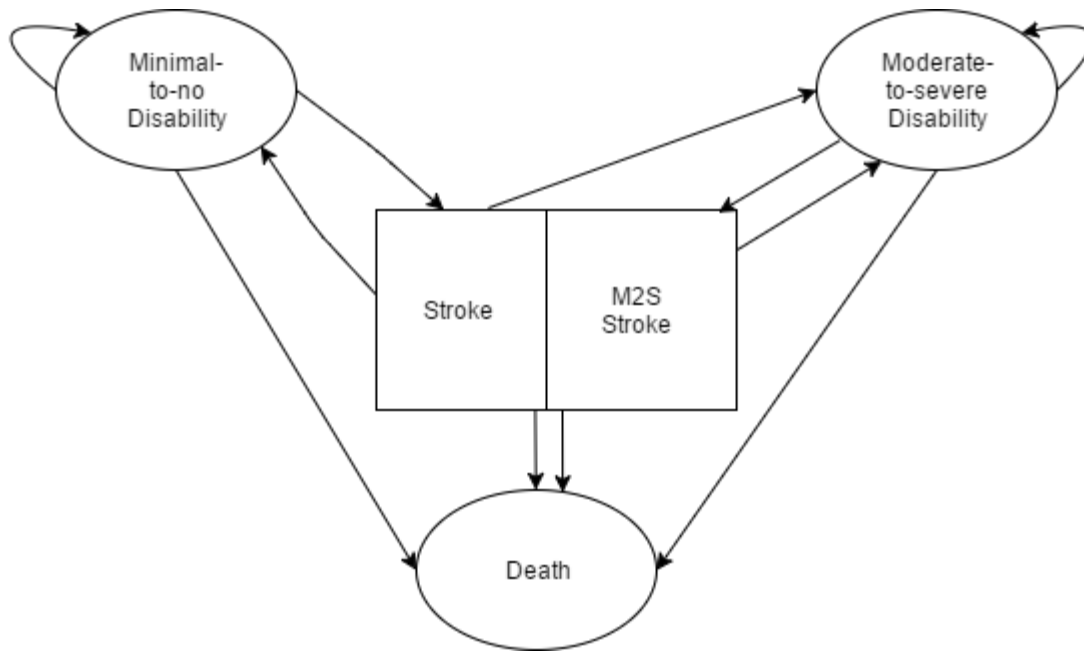 Minimal-
to-no
Disability
Moderate-
to-severe
Disability
Stroke
M2S
Stroke
Death